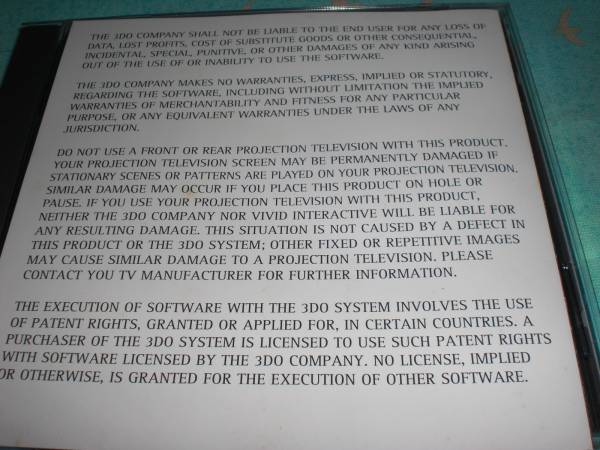 THE 3DO COMPANY SHALL NOT BE LIABLE TO THE END USER FOR ANY LOSS OF
DATA, LOST PROFITS, COST OF SUBSTITUTE GOODS OR OTHER CONSEQUENTIAL,
INCIDENTAL, SPECIAL, PUNITIVE, OR OTHER DAMAGES OF ANY KIND ARISING
OUT OF THE USE OF OR INABILITY TO USE THE SOFTWARE.
THE 3DO COMPANY MAKES NO WARRANTIES, EXPRESS, IMPLIED OR STATUTORY,
REGARDING THE SOFTWARE, INCLUDING WITHOUT LIMITATION THE IMPLIED
WARRANTIES OF MERCHANTABILITY AND FITNESS FOR ANY PARTICULAR
PURPOSE, OR ANY EQUIVALENT WARRANTIES UNDER THE LAWS OF ANY
JURISDICTION.
DO NOT USE A FRONT OR REAR PROJECTION TELEVISION WITH THIS PRODUCT.
YOUR PROJECTION TELEVISION SCREEN MAY BE PERMANENTLY DAMAGED IF
STATIONARY SCENES OR PATTERNS ARE PLAYED ON YOUR PROJECTION TELEVISION.
SIMILAR DAMAGE MAY OCCUR IF YOU PLACE THIS PRODUCT ON HOLE OR
PAUSE. IF YOU USE YOUR PROJECTION TELEVISION WITH THIS PRODUCT,
NEITHER THE 3DO COMPANY NOR VIVID INTERACTIVE WILL BE LIABLE FOR
ANY RESULTING DAMAGE. THIS SITUATION IS NOT CAUSED BY A DEFECT IN
THIS PRODUCT OR THE 3DO SYSTEM; OTHER FIXED OR REPETITIVE IMAGES
MAY CAUSE SIMILAR DAMAGE TO A PROJECTION TELEVISION. PLEASE
CONTACT YOU TV MANUFACTURER FOR FURTHER INFORMATION.
THE EXECUTION OF SOFTWARE WITH THE 3DO SYSTEM INVOLVES THE USE
OF PATENT RIGHTS, GRANTED OR APPLIED FOR, IN CERTAIN COUNTRIES. A
PURCHASER OF THE 3DO SYSTEM IS LICENSED TO USE SUCH PATENT RIGHTS
WITH SOFTWARE LICENSED BY THE 3DO COMPANY. NO LICENSE, IMPLIED
OR OTHERWISE, IS GRANTED FOR THE EXECUTION OF OTHER SOFTWARE.